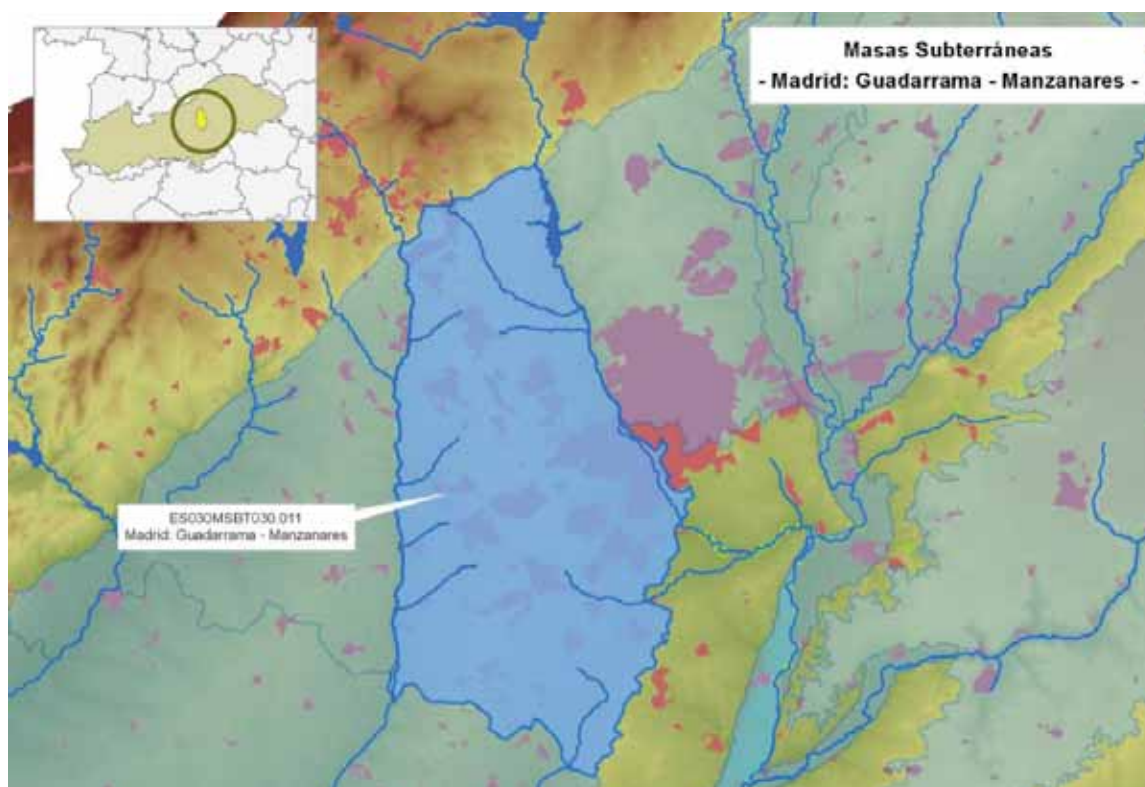 Masas Subterráneas
- Madrid: Guadarrama - Manzanares -
ES030MSBT030.011
Madrid: Guadarrama - Manzanares